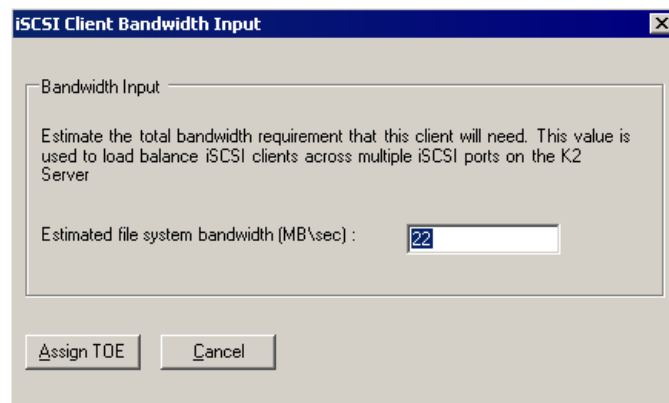 iSCSI Client Bandwidth Input
Bandwidth Input
Estimate the total bandwidth requirement that this client will need. This value is
used to load balance iSCSI clients across multiple iSCSI ports on the K2
Server
Estimated file system bandwidth (MB\sec) : 22
Assign TOE Cancel